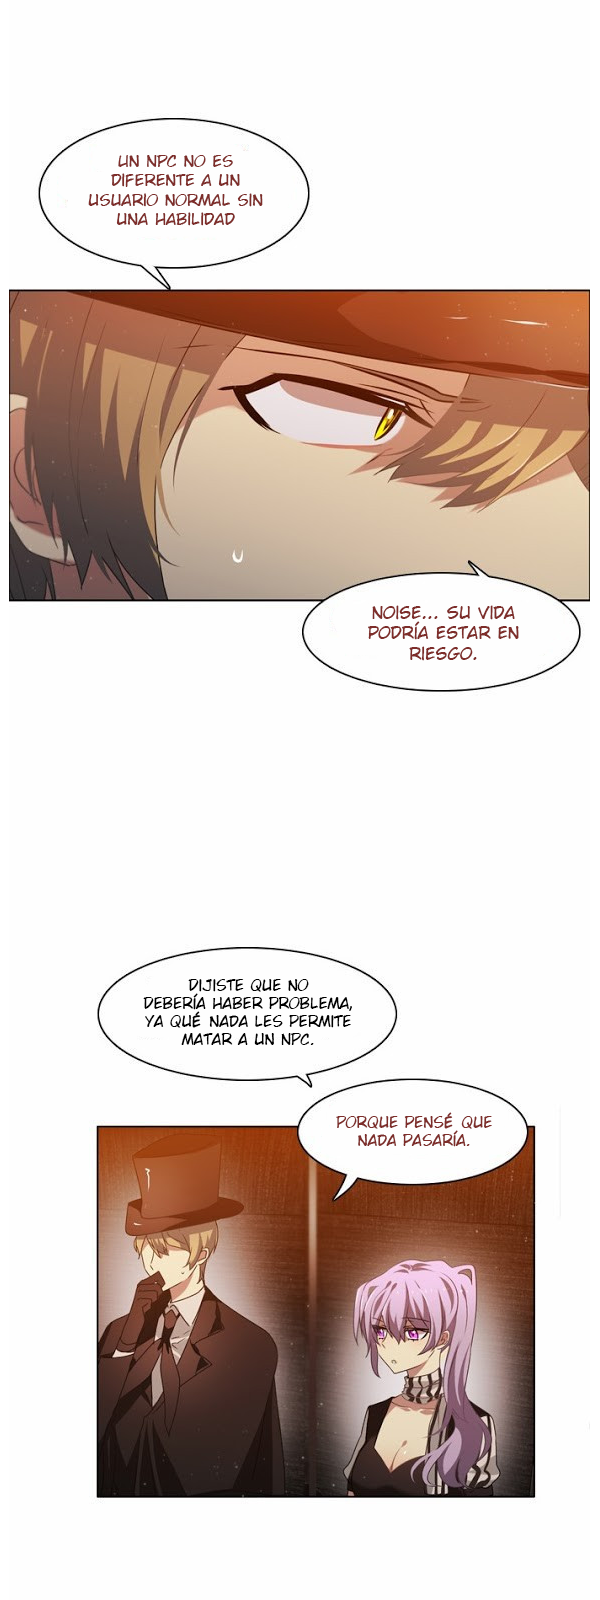 UN NPC NO ES
DIFERENTE A UN
USUARIO NORMAL SIN
UNA HABILIDAD
NOISE... SU VIDA
PODRÍA ESTAR EN
RIESGO.
DIJISTE QUE NO
DEBERÍA HABER PROBLEMA,
YA QUÉ NADA LES PERMITE
MATAR A UN NPC.
PORQUE PENSÉ QUE
NADA PASARÍA.